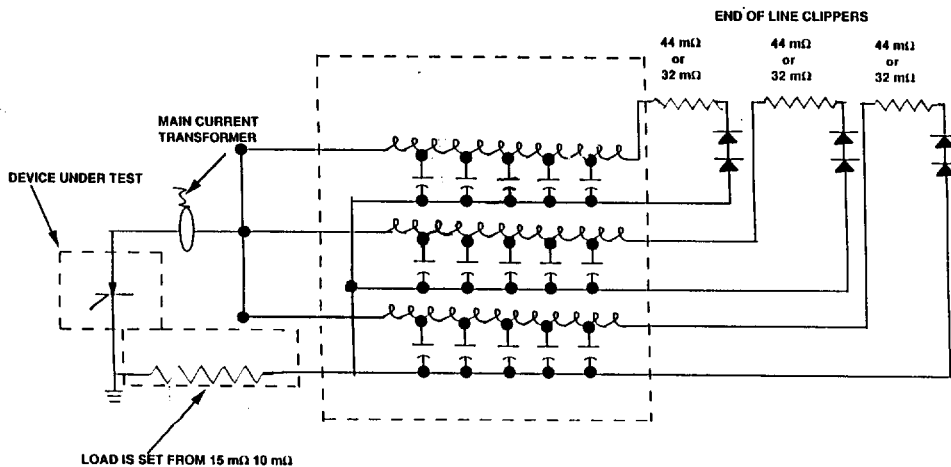 END OF LINE CLIPPERS
44 mΩ
or
32 mΩ
44 mΩ
or
32 mΩ
44 mΩ
or
32 mΩ
MAIN CURRENT
TRANSFORMER
DEVICE UNDER TEST
LOAD IS SET FROM 15 mΩ 10 mΩ